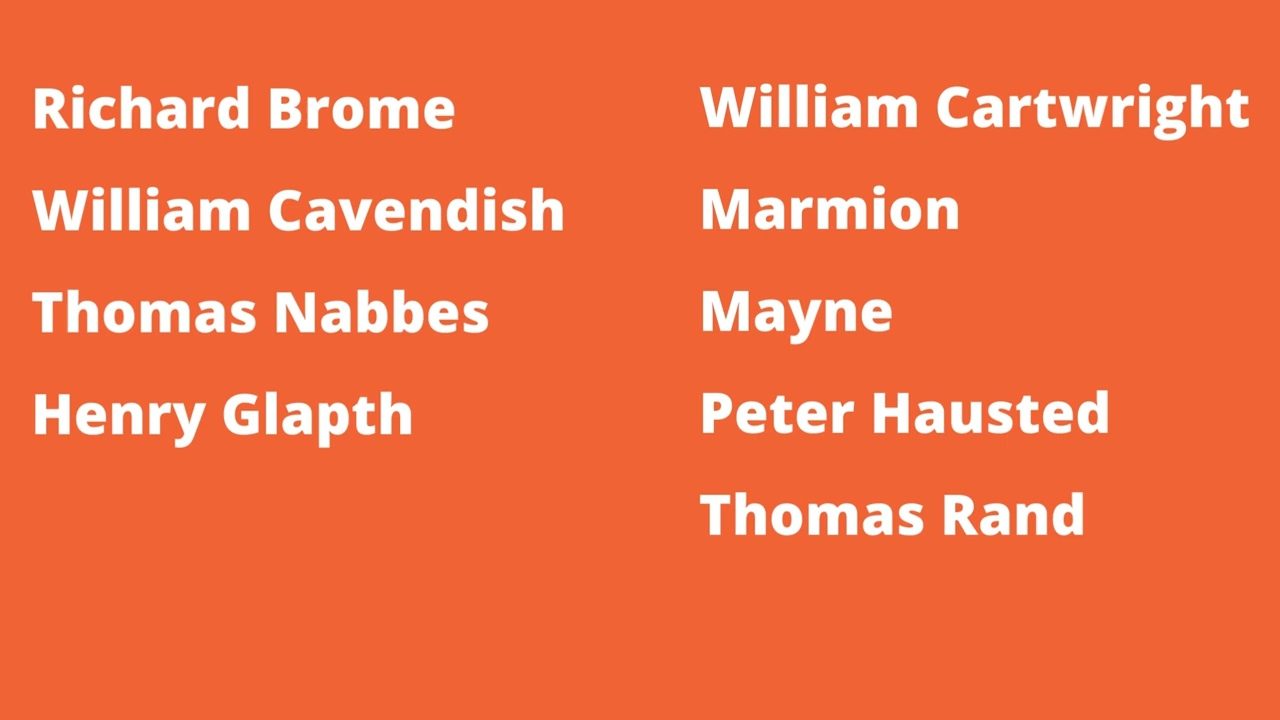 Richard Brome
William Cavendish
Thomas Nabbes
Henry Glapth
William Cartwright
Marmion
Mayne
Peter Hausted
Thomas Rand